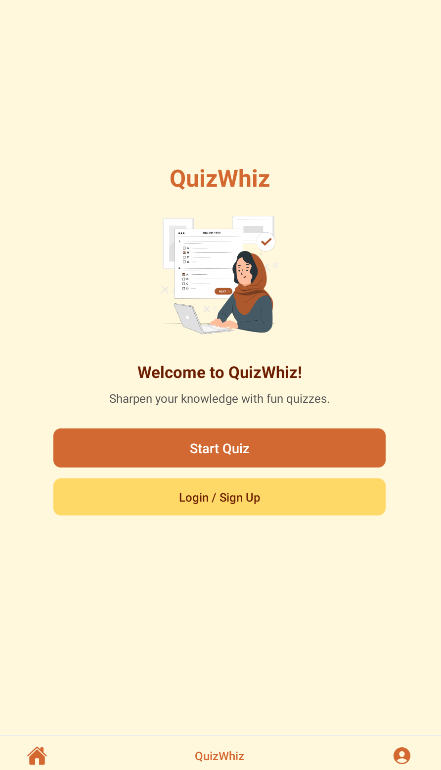 QuizWhiz
Welcome to QuizWhiz!
Sharpen your knowledge with fun quizzes.
Start Quiz
Login / Sign Up
QuizWhiz